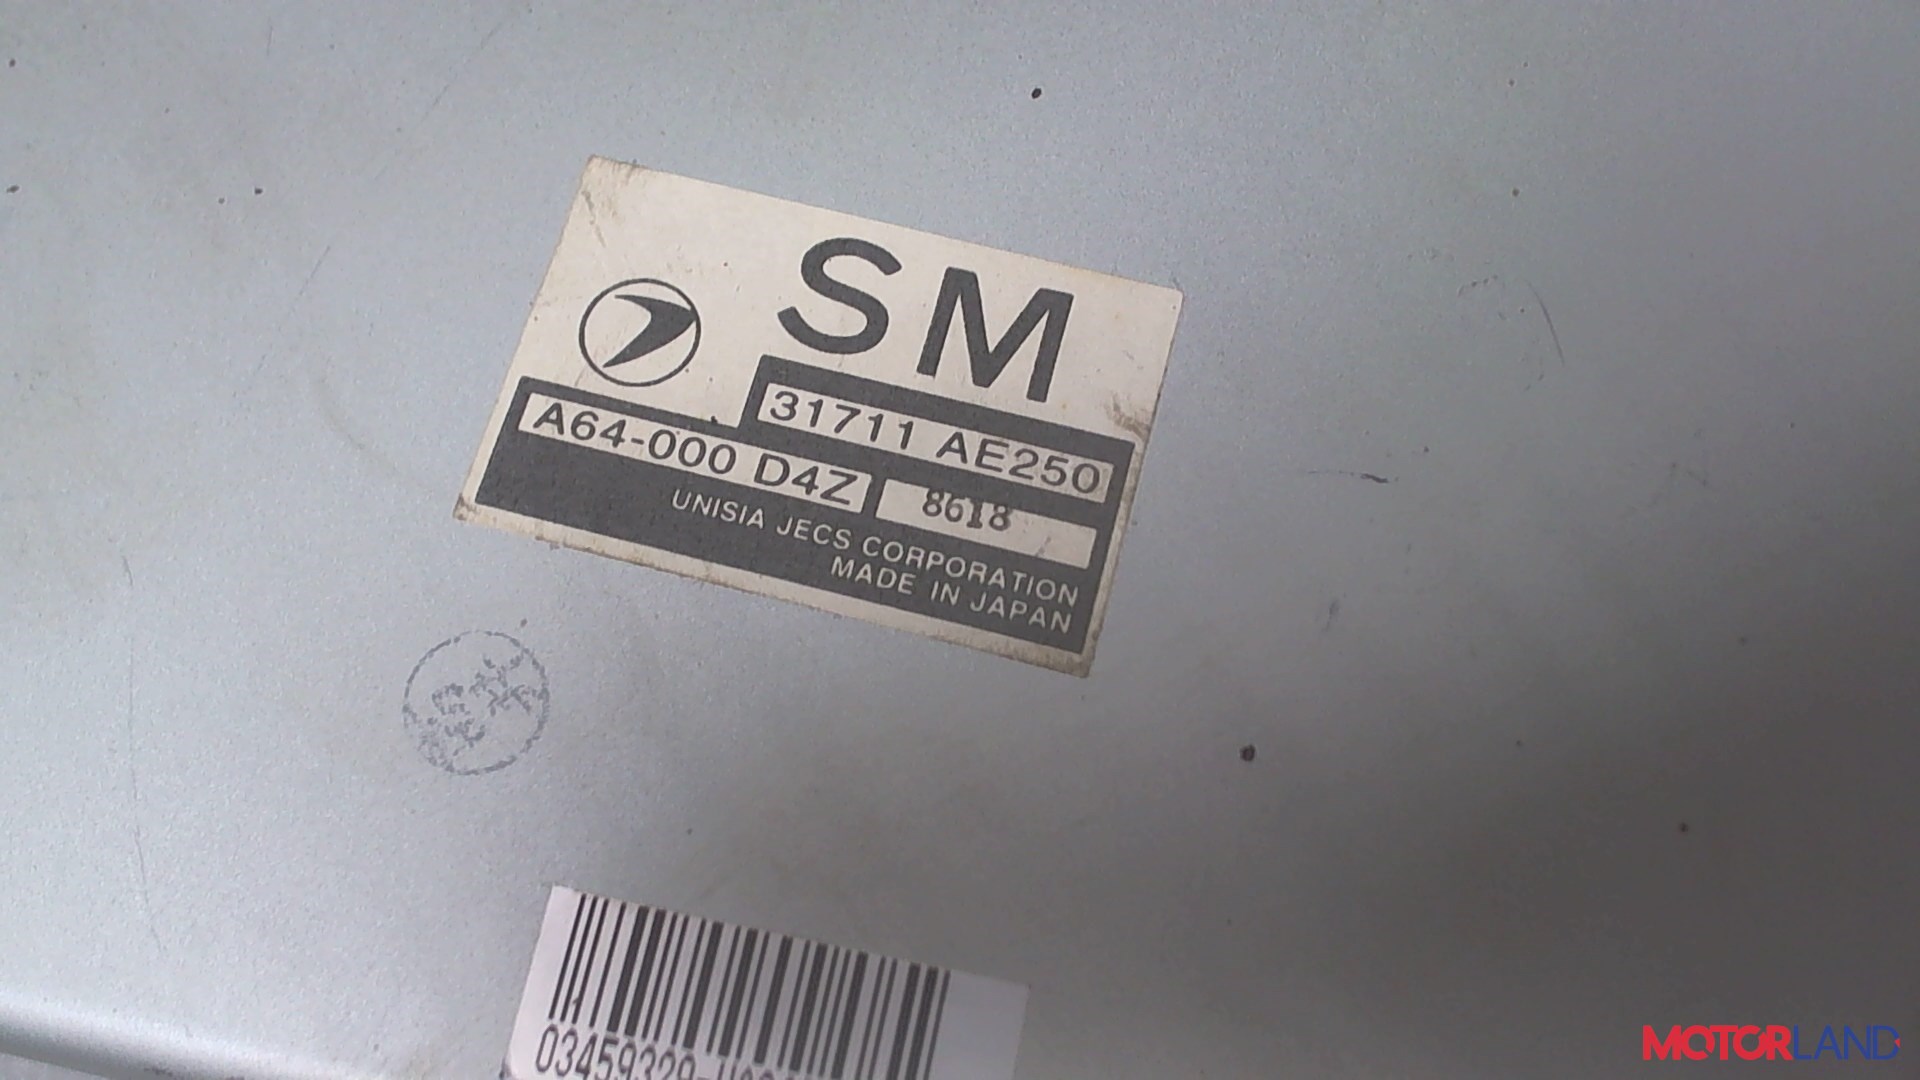 SM
31711 AE250
A64-000 D4Z
8618
UNISIA JECS CORPORATION
MADE IN JAPAN
MOTORLAND